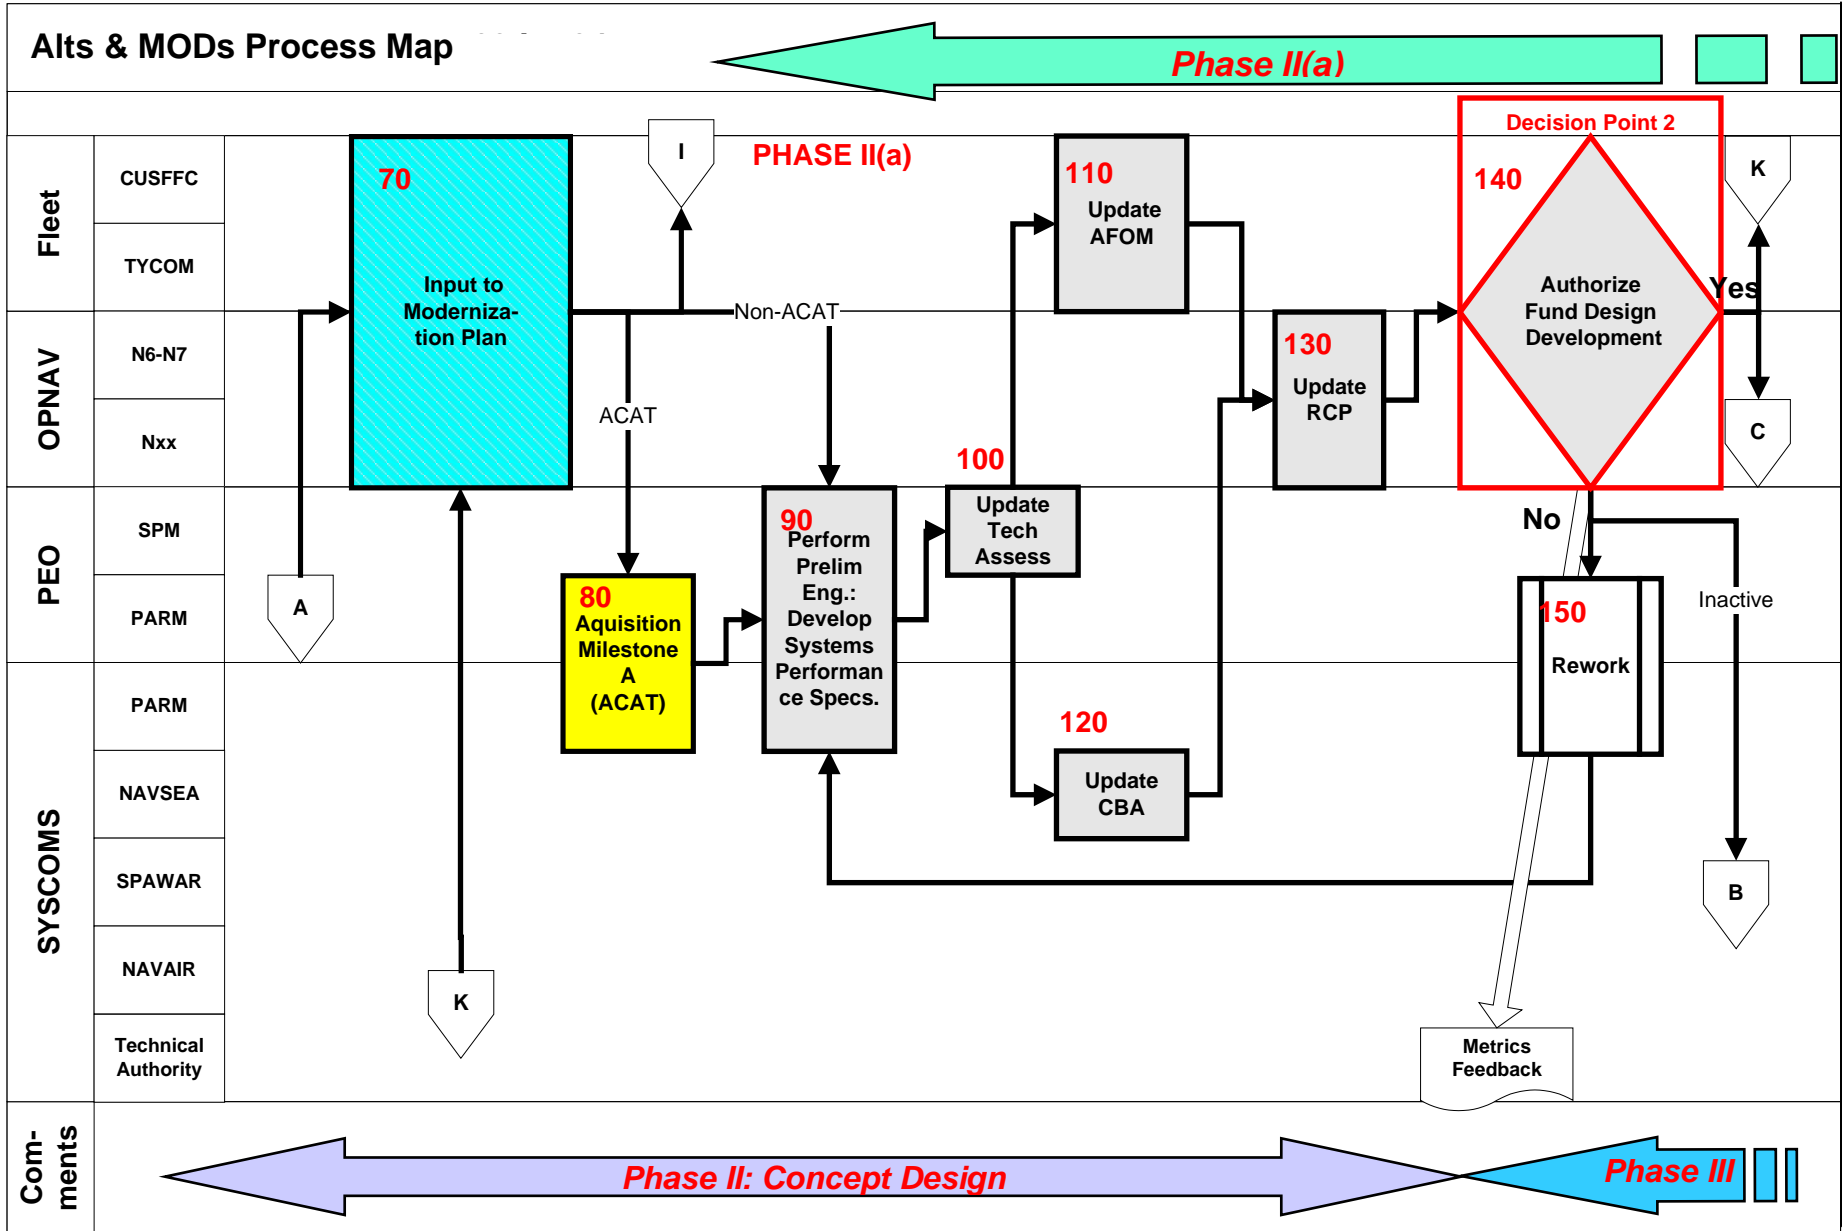 Alts & MODs Process Map
Phase II(a)
Decision Point 2
Fleet
CUSFFC
TYCOM
70
Input to
Moderniza-
tion Plan
I
PHASE II(a)
110
Update
AFOM
140
Authorize
Fund Design
Development
Yes
K
Non-ACAT
OPNAV
N6-N7
Nxx
ACAT
130
Update
RCP
C
100
Update
Tech
Assess
PEO
SPM
PARM
A
80
Aquisition
Milestone
A
(ACAT)
90
Perform
Prelim
Eng.:
Develop
Systems
Performan
ce Specs.
No
150
Rework
Inactive
SYSCOMS
PARM
NAVSEA
SPAWAR
NAVAIR
Technical
Authority
120
Update
CBA
B
K
Metrics
Feedback
Com-
ments
Phase II: Concept Design
Phase III